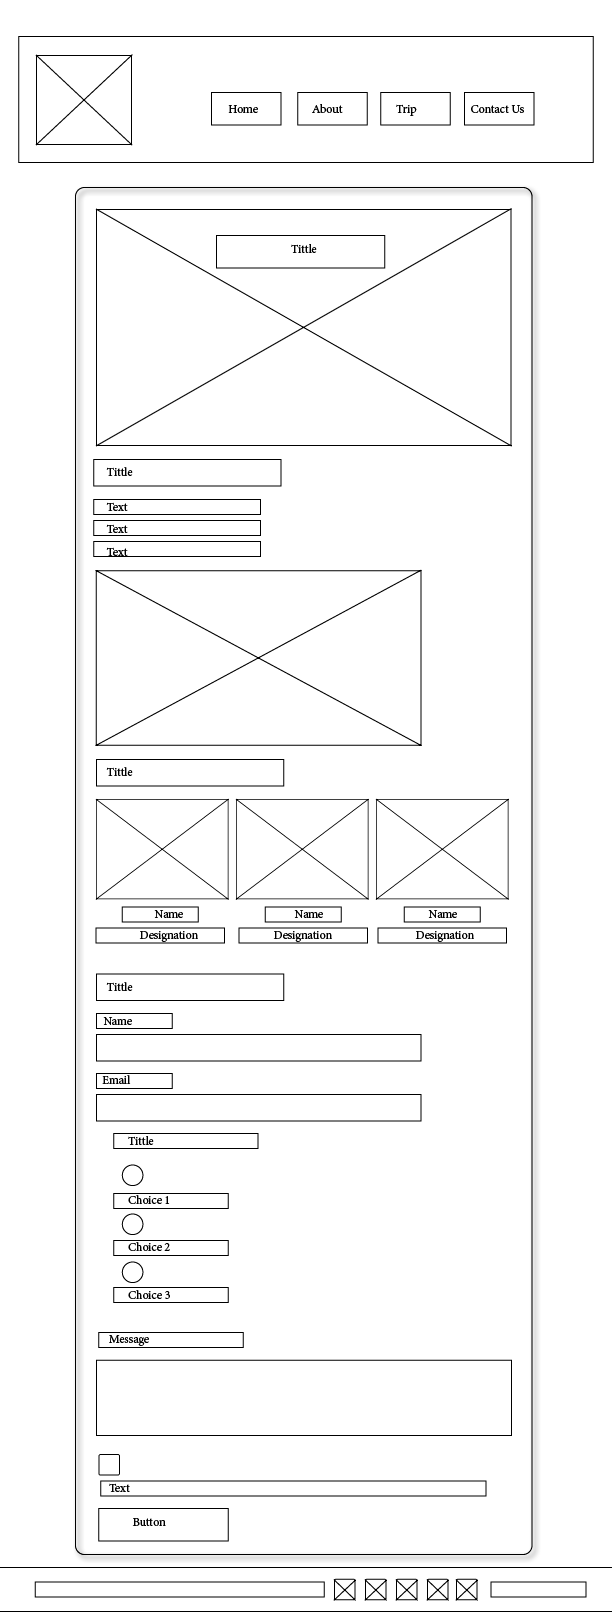 Home About Trip Contact Us
Tittle
Tittle
Text
Text
Text
Tittle
Name Name Name
Designation Designation Designation
Tittle
Name
Email
Tittle
Choice 1
Choice 2
Choice 3
Message
Text
Button